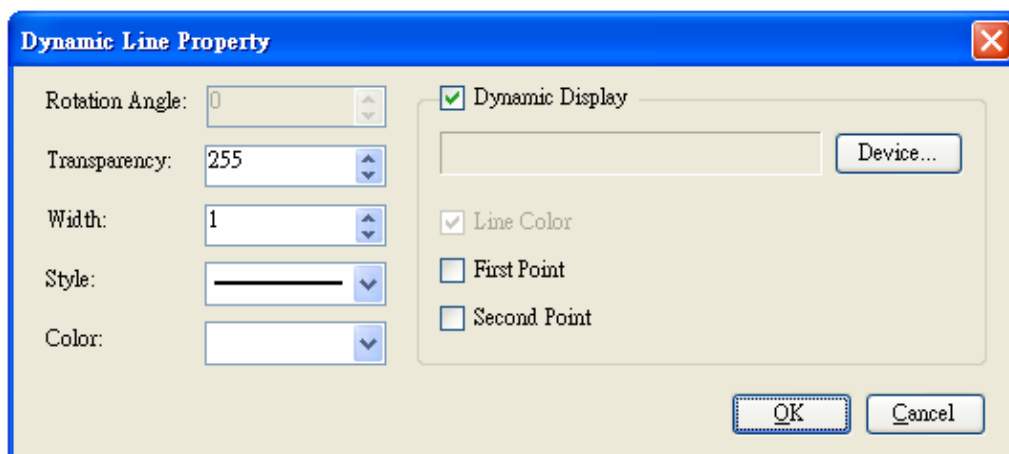 Dynamic Line Property
Rotation Angle: 0
Transparency: 255
Width: 1
Style:
Color:
Dynamic Display
Device...
Line Color
First Point
Second Point
OK Cancel